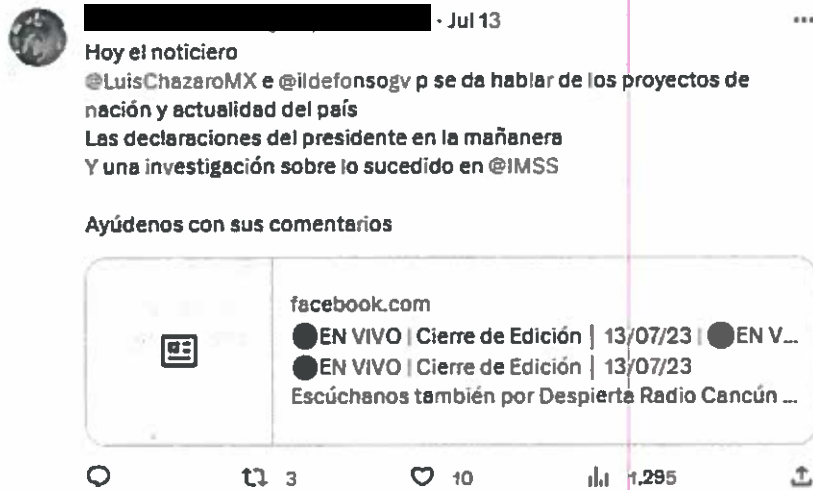 · Jul 13
Hoy el noticiero
@LuisChazaroMX e @ildefonsogv p se da hablar de los proyectos de
nación y actualidad del país
Las declaraciones del presidente en la mañanera
Y una investigación sobre lo sucedido en @IMSS
Ayúdenos con sus comentarios
facebook.com
EN VIVO | Cierre de Edición | 13/07/23 | EN V...
EN VIVO | Cierre de Edición | 13/07/23
Escúchanos también por Despierta Radio Cancún ...
3 10 1,295